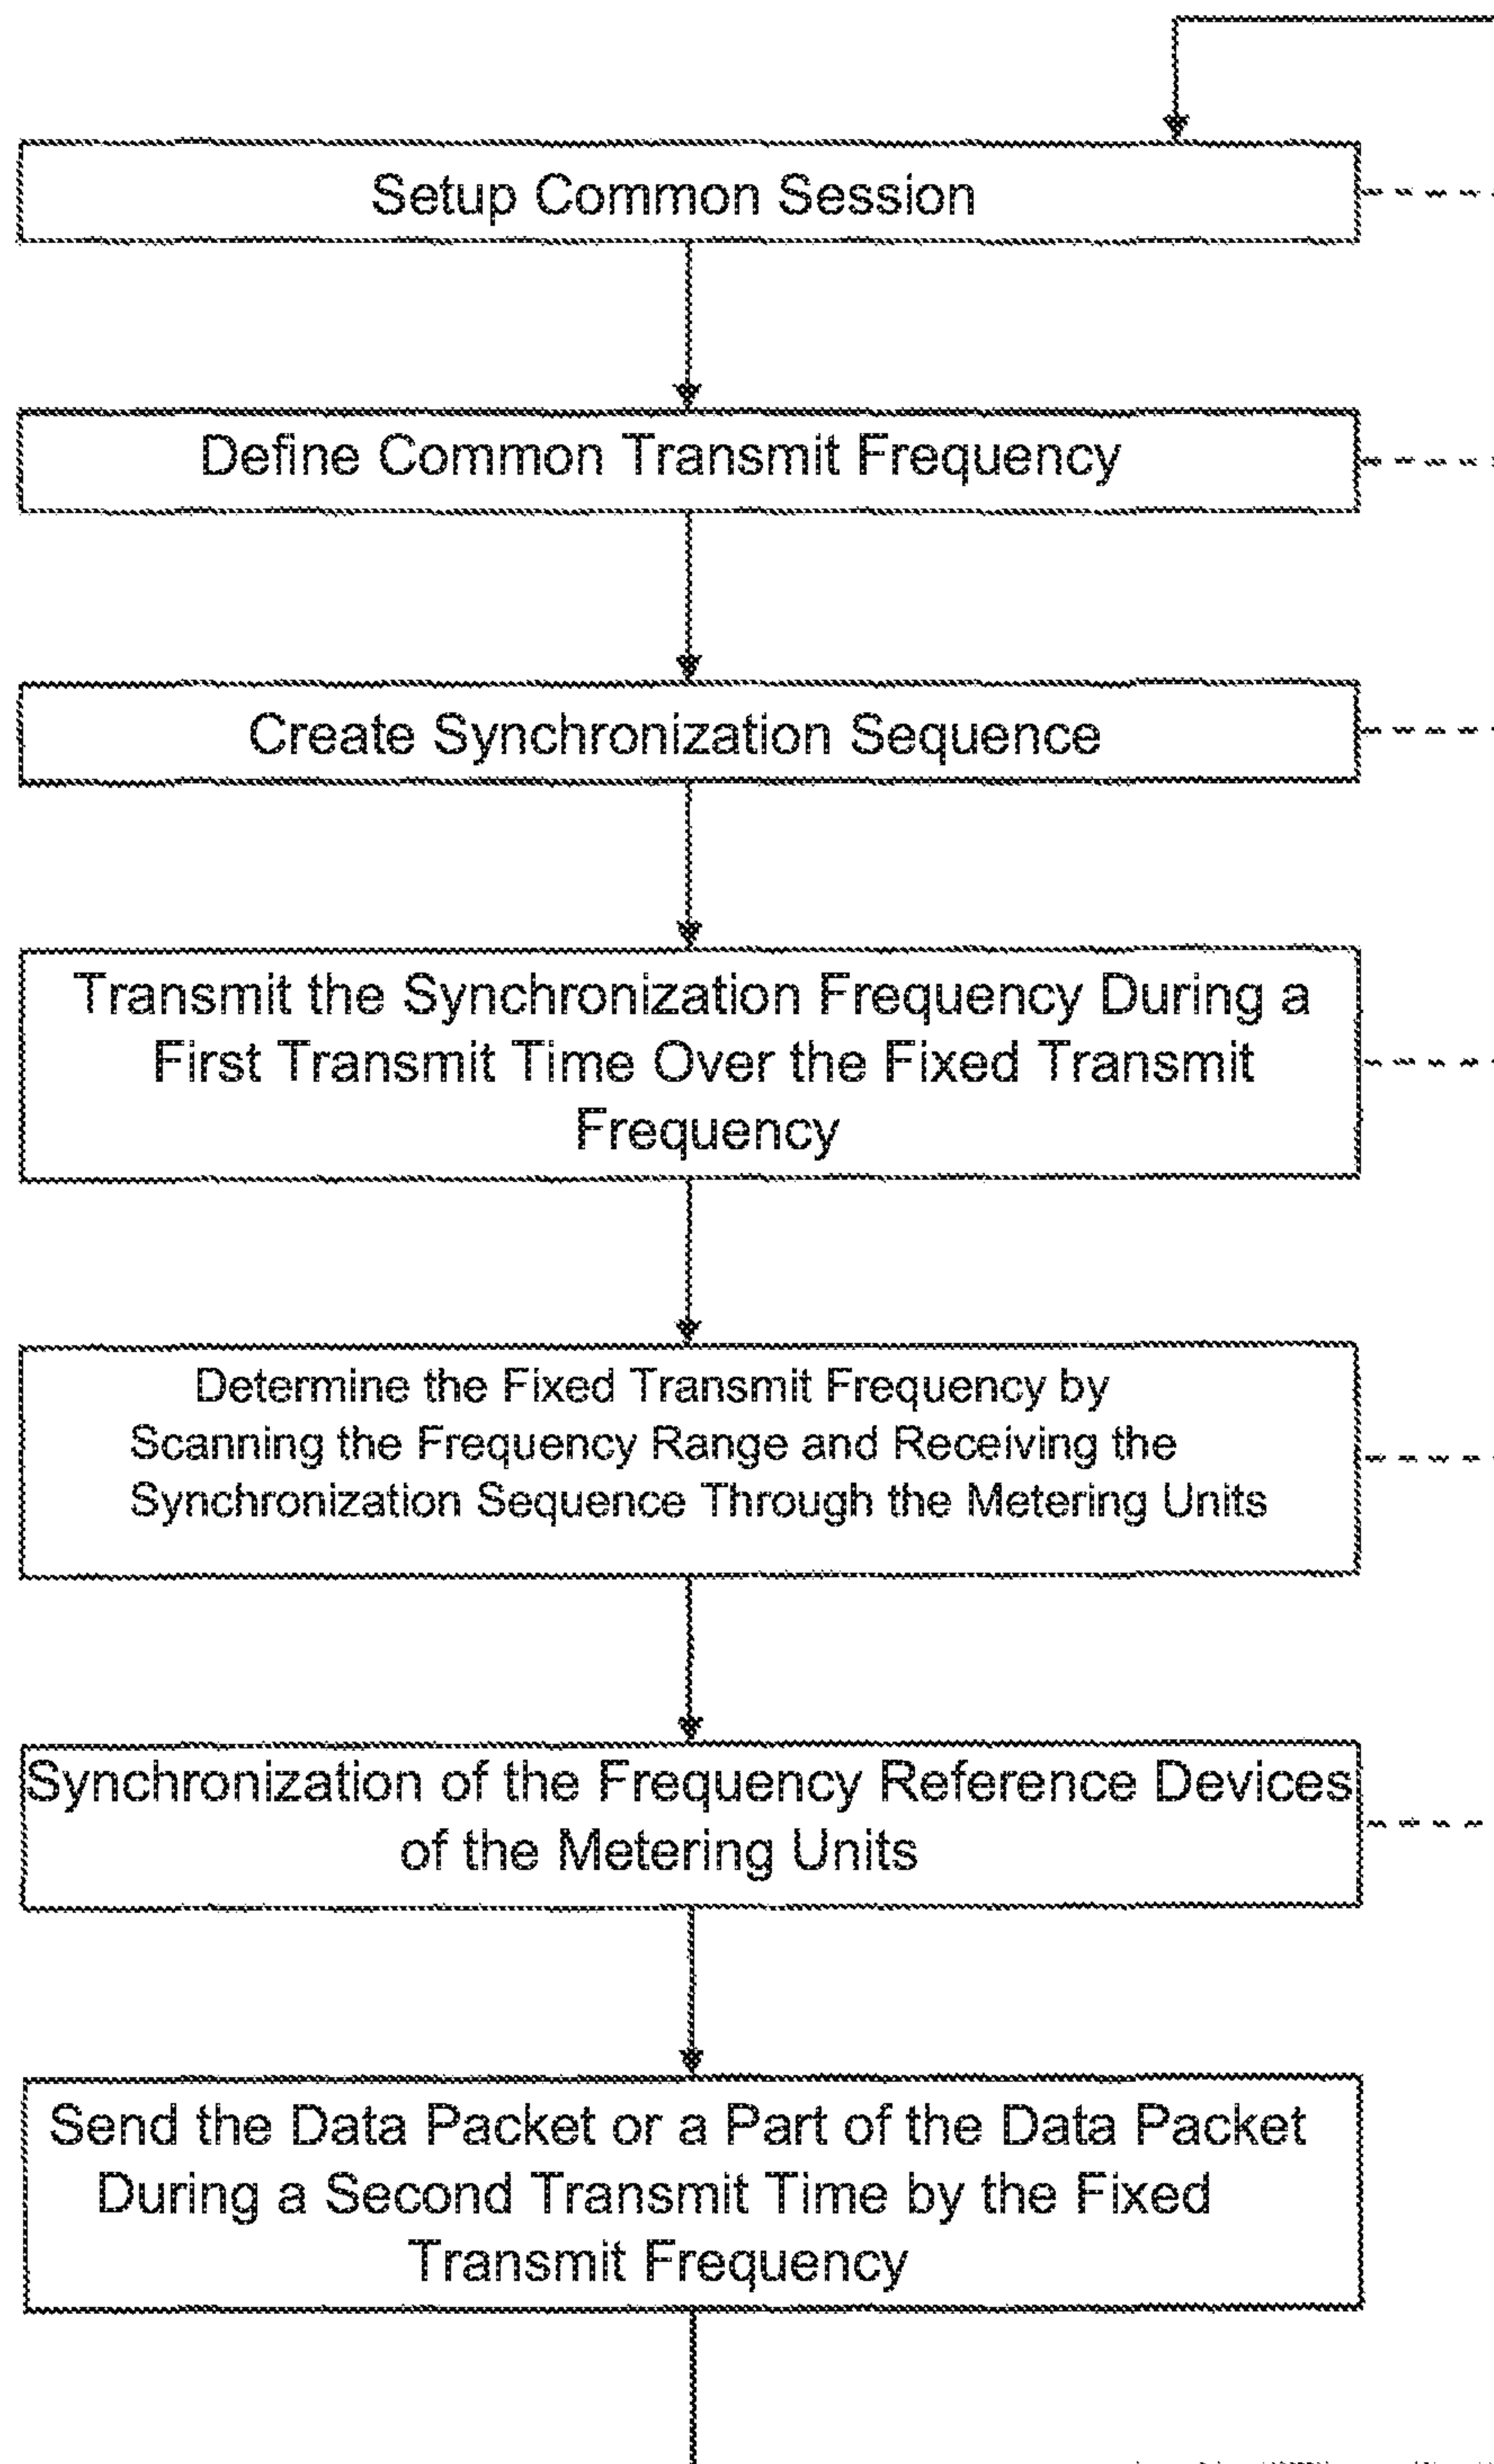 Setup Common Session
Define Common Transmit Frequency
Create Synchronization Sequence
Transmit the Synchronization Frequency During a
First Transmit Time Over the Fixed Transmit
Frequency
Determine the Fixed Transmit Frequency by
Scanning the Frequency Range and Receiving the
Synchronization Sequence Through the Metering Units
Synchronization of the Frequency Reference Devices
of the Metering Units
Send the Data Packet or a Part of the Data Packet
During a Second Transmit Time by the Fixed
Transmit Frequency